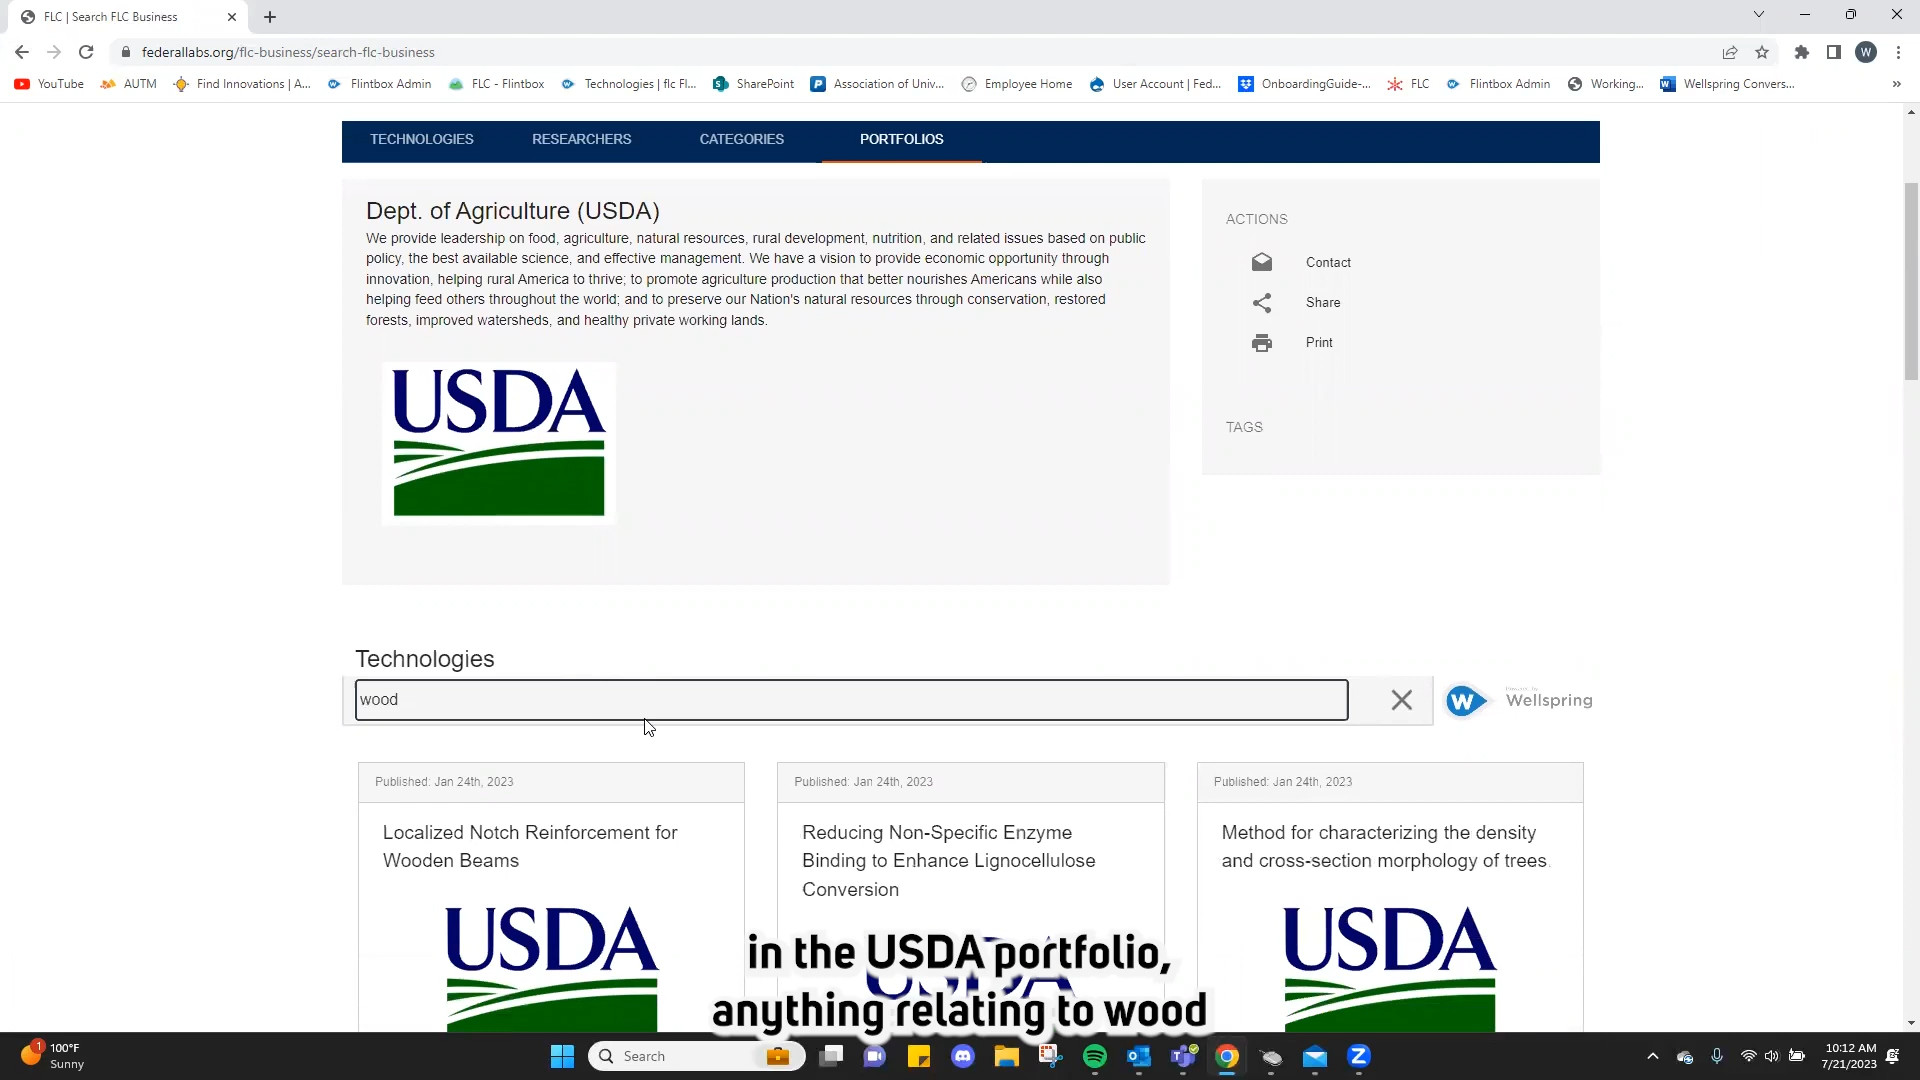 FLC | Search FLC Business
federallabs.org/flc-business/search-flc-business
W
YouTube
AUTM
Find Innovations | A...
Flintbox Admin
FLC - Flintbox
Technologies | flc Fl...
SharePoint
Association of Univ...
Employee Home
User Account | Fed...
OnboardingGuide-...
FLC
Flintbox Admin
Working...
Wellspring Convers...
TECHNOLOGIES
RESEARCHERS
CATEGORIES
PORTFOLIOS
Dept. of Agriculture (USDA)
We provide leadership on food, agriculture, natural resources, rural development, nutrition, and related issues based on public
policy, the best available science, and effective management. We have a vision to provide economic opportunity through
innovation, helping rural America to thrive; to promote agriculture production that better nourishes Americans while also
helping feed others throughout the world; and to preserve our Nation's natural resources through conservation, restored
forests, improved watersheds, and healthy private working lands.
USDA
ACTIONS
Contact
Share
Print
TAGS
Technologies
wood
W
Wellspring
Published: Jan 24th, 2023
Localized Notch Reinforcement for
Wooden Beams
USDA
Published: Jan 24th, 2023
Reducing Non-Specific Enzyme
Binding to Enhance Lignocellulose
Conversion
Published: Jan 24th, 2023
Method for characterizing the density
and cross-section morphology of trees.
USDA
in the USDA portfolio,
anything relating to wood
1
100°F
Sunny
Search
10:12 AM
7/21/2023